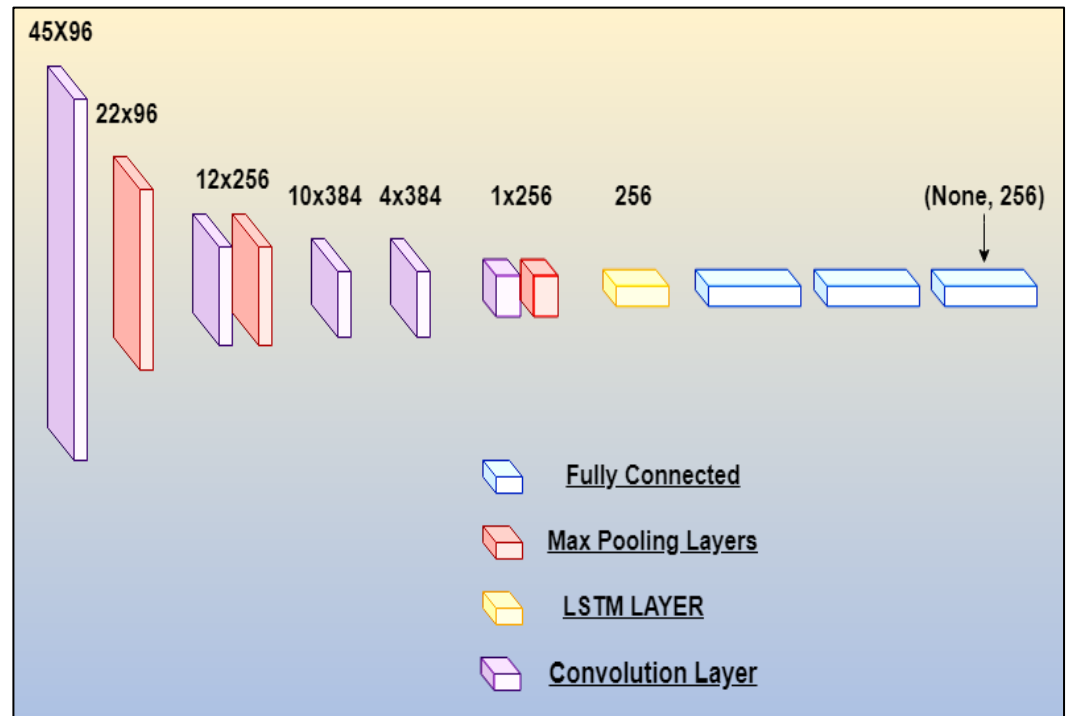 45X96
22x96
12x256
10x384
4x384
1x256
256
(None, 256)
Fully Connected
Max Pooling Layers
LSTM LAYER
Convolution Layer